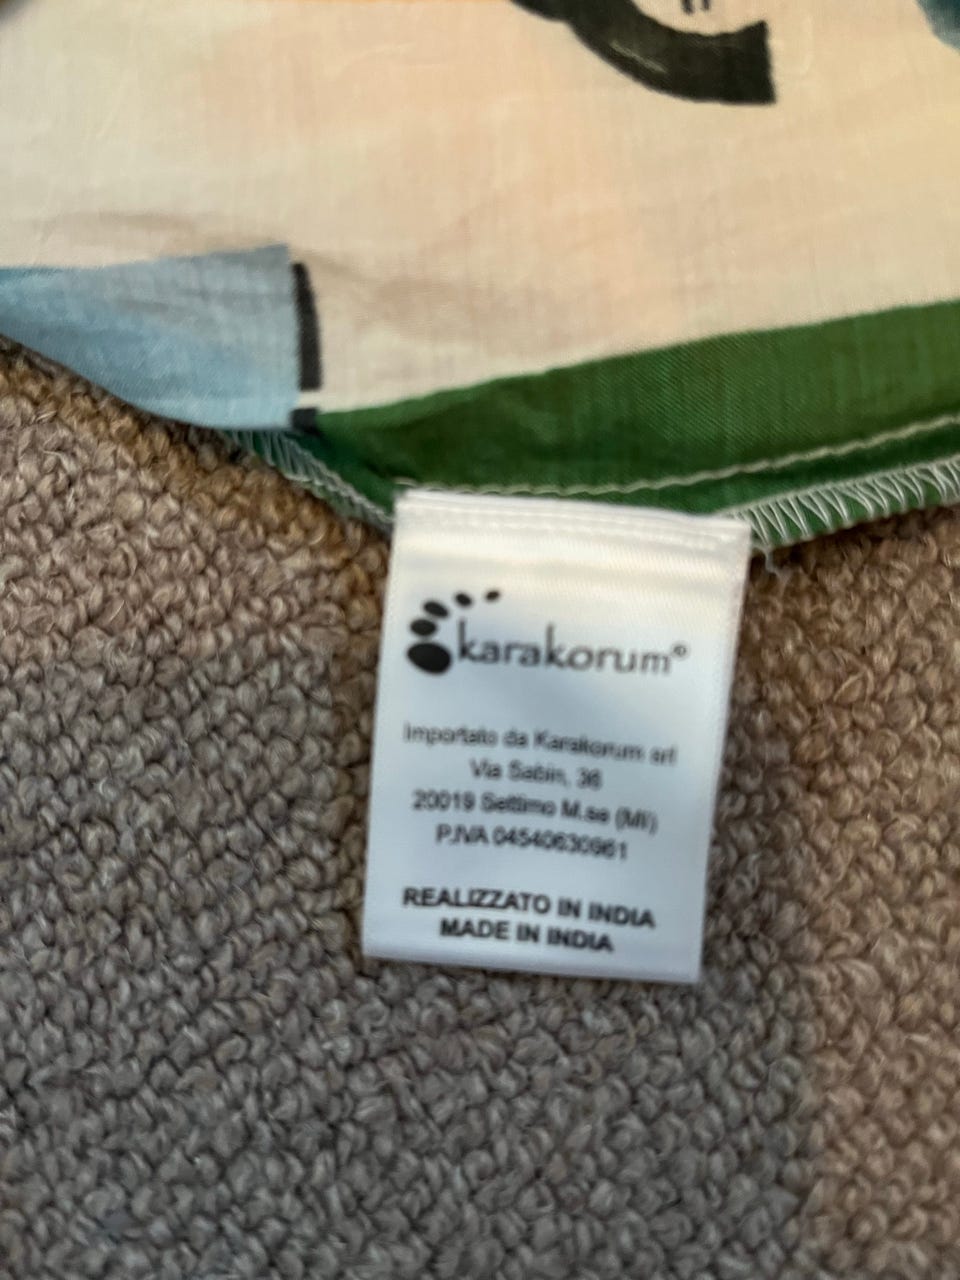 karakorum®
Importato da Karakorum srl
Via Sabin, 36
20019 Settimo M.se (MI)
P.IVA 04540630961
REALIZZATO IN INDIA
MADE IN INDIA